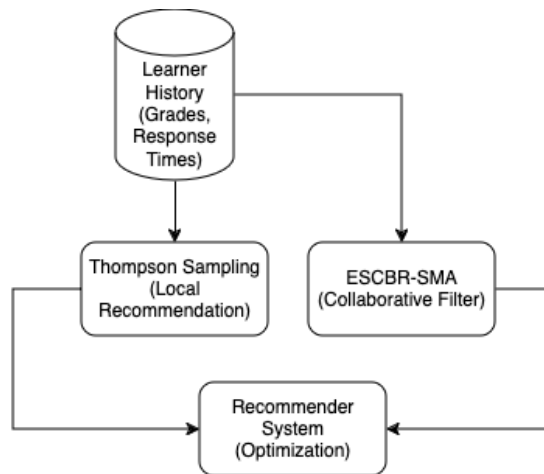 Learner
History
(Grades,
Response
Times)
Thompson Sampling
(Local
Recommendation)
ESCBR-SMA
(Collaborative Filter)
Recommender
System
(Optimization)